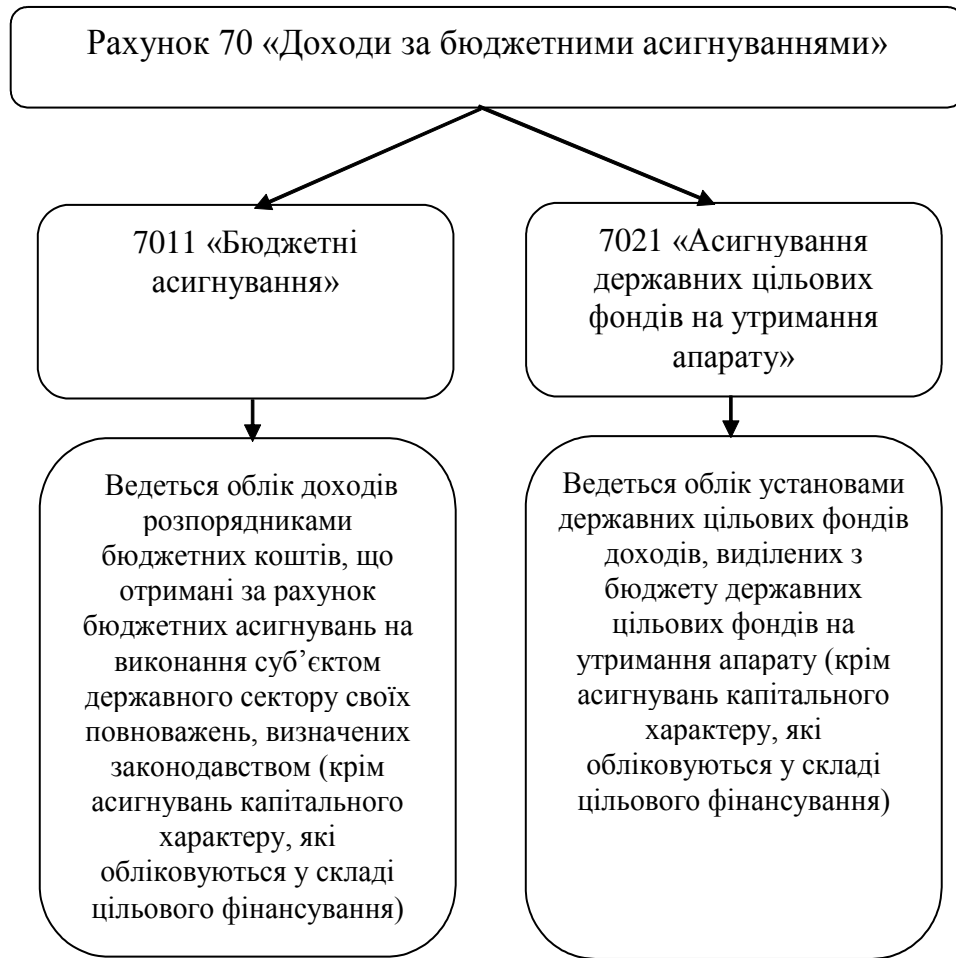 Рахунок 70 «Доходи за бюджетними асигнуваннями»
7011 «Бюджетні
асигнування»
7021 «Асигнування
державних цільових
фондів на утримання
апарату»
Ведеться облік доходів
розпорядниками
бюджетних коштів, що
отримані за рахунок
бюджетних асигнувань на
виконання суб’єктом
державного сектору своїх
повноважень, визначених
законодавством (крім
асигнувань капітального
характеру, які
обліковуються у складі
цільового фінансування)
Ведеться облік установами
державних цільових фондів
доходів, виділених з
бюджету державних
цільових фондів на
утримання апарату (крім
асигнувань капітального
характеру, які
обліковуються у складі
цільового фінансування)